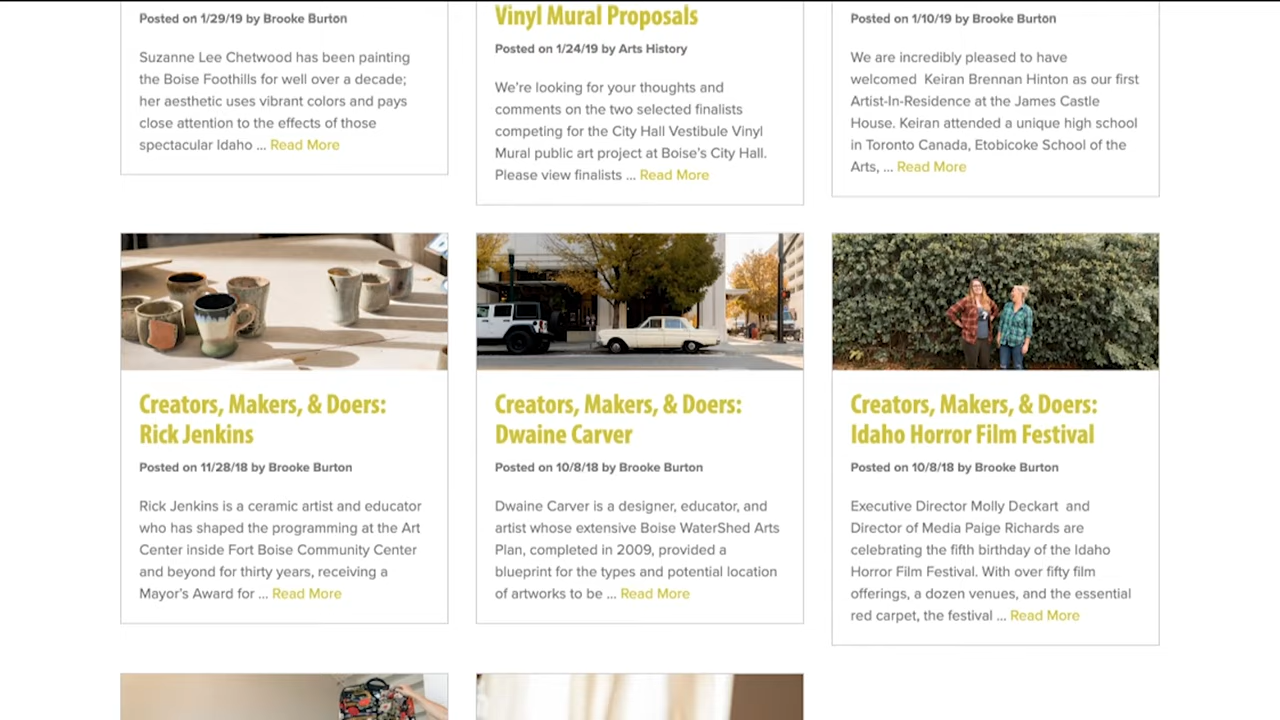 Posted on 1/29/19 by Brooke Burton
Suzanne Lee Chetwood has been painting
the Boise Foothills for well over a decade;
her aesthetic uses vibrant colors and pays
close attention to the effects of those
spectacular Idaho ... Read More
Vinyl Mural Proposals
Posted on 1/24/19 by Arts History
We're looking for your thoughts and
comments on the two selected finalists
competing for the City Hall Vestibule Vinyl
Mural public art project at Boise's City Hall.
Please view finalists ... Read More
Posted on 1/10/19 by Brooke Burton
We are incredibly pleased to have
welcomed  Keiran Brennan Hinton as our first
Artist-In-Residence at the James Castle
House. Keiran attended a unique high school
in Toronto Canada, Etobicoke School of the
Arts, ... Read More
Creators, Makers, & Doers:
Rick Jenkins
Posted on 11/28/18 by Brooke Burton
Rick Jenkins is a ceramic artist and educator
who has shaped the programming at the Art
Center inside Fort Boise Community Center
and beyond for thirty years, receiving a
Mayor's Award for ... Read More
Creators, Makers, & Doers:
Dwaine Carver
Posted on 10/8/18 by Brooke Burton
Dwaine Carver is a designer, educator, and
artist whose extensive Boise WaterShed Arts
Plan, completed in 2009, provided a
blueprint for the types and potential location
of artworks to be ... Read More
Creators, Makers, & Doers:
Idaho Horror Film Festival
Posted on 10/8/18 by Brooke Burton
Executive Director Molly Deckart  and
Director of Media Paige Richards are
celebrating the fifth birthday of the Idaho
Horror Film Festival. With over fifty film
offerings, a dozen venues, and the essential
red carpet, the festival ... Read More